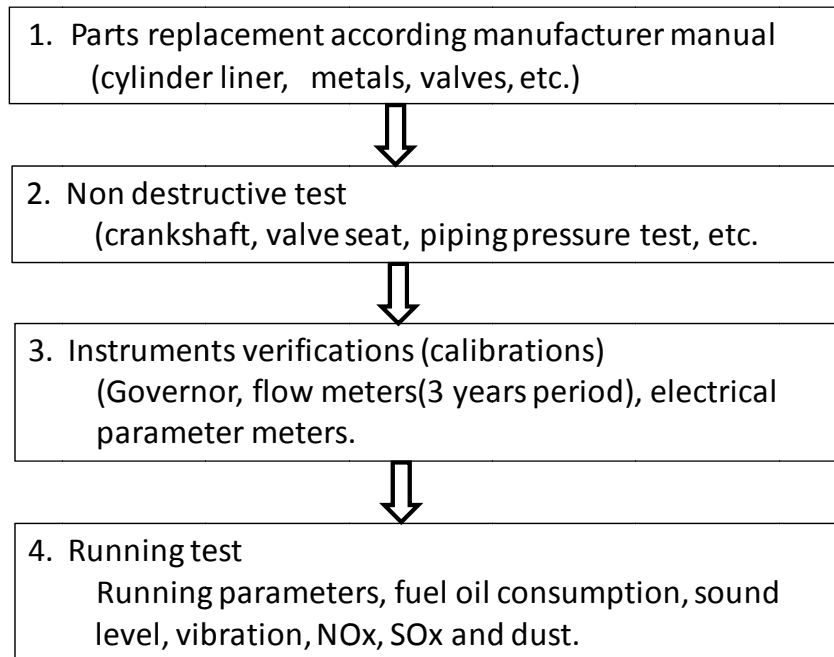 1. Parts replacement according manufacturer manual
(cylinder liner, metals, valves, etc.)
2. Non destructive test
(crankshaft, valve seat, piping pressure test, etc.
3. Instruments verifications (calibrations)
(Governor, flow meters(3 years period), electrical
parameter meters.
4. Running test
Running parameters, fuel oil consumption, sound
level, vibration, NOx, SOx and dust.